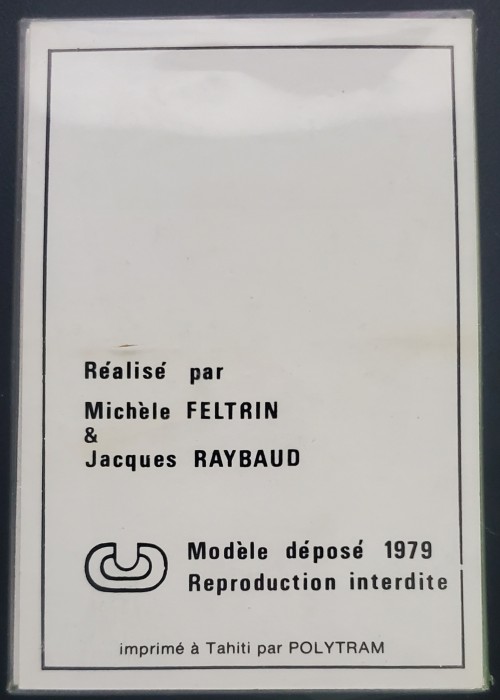 Réalisé par
Michèle FELTRIN
&
Jacques RAYBAUD
Modèle déposé 1979
Reproduction interdite
imprimé à Tahiti par POLYTRAM